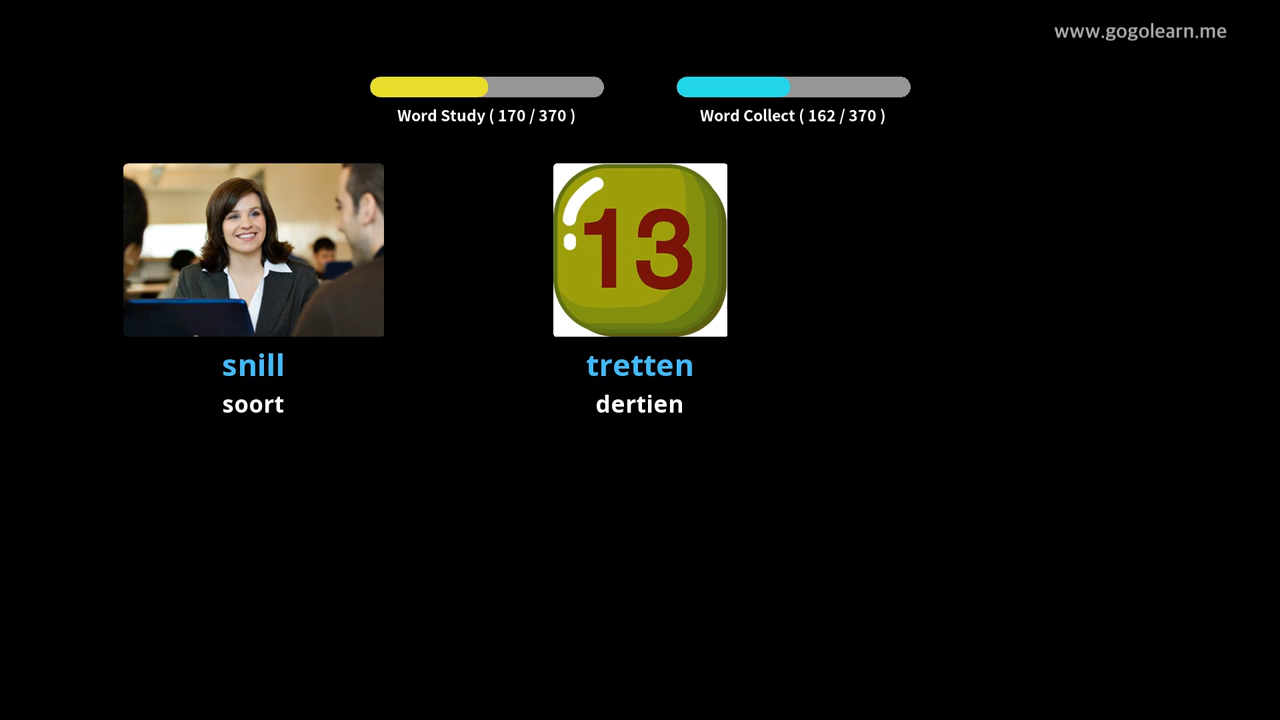 www.gogolearn.me
Word Study ( 170 / 370 )
Word Collect ( 162 / 370 )
13
snill
tretten
soort
dertien